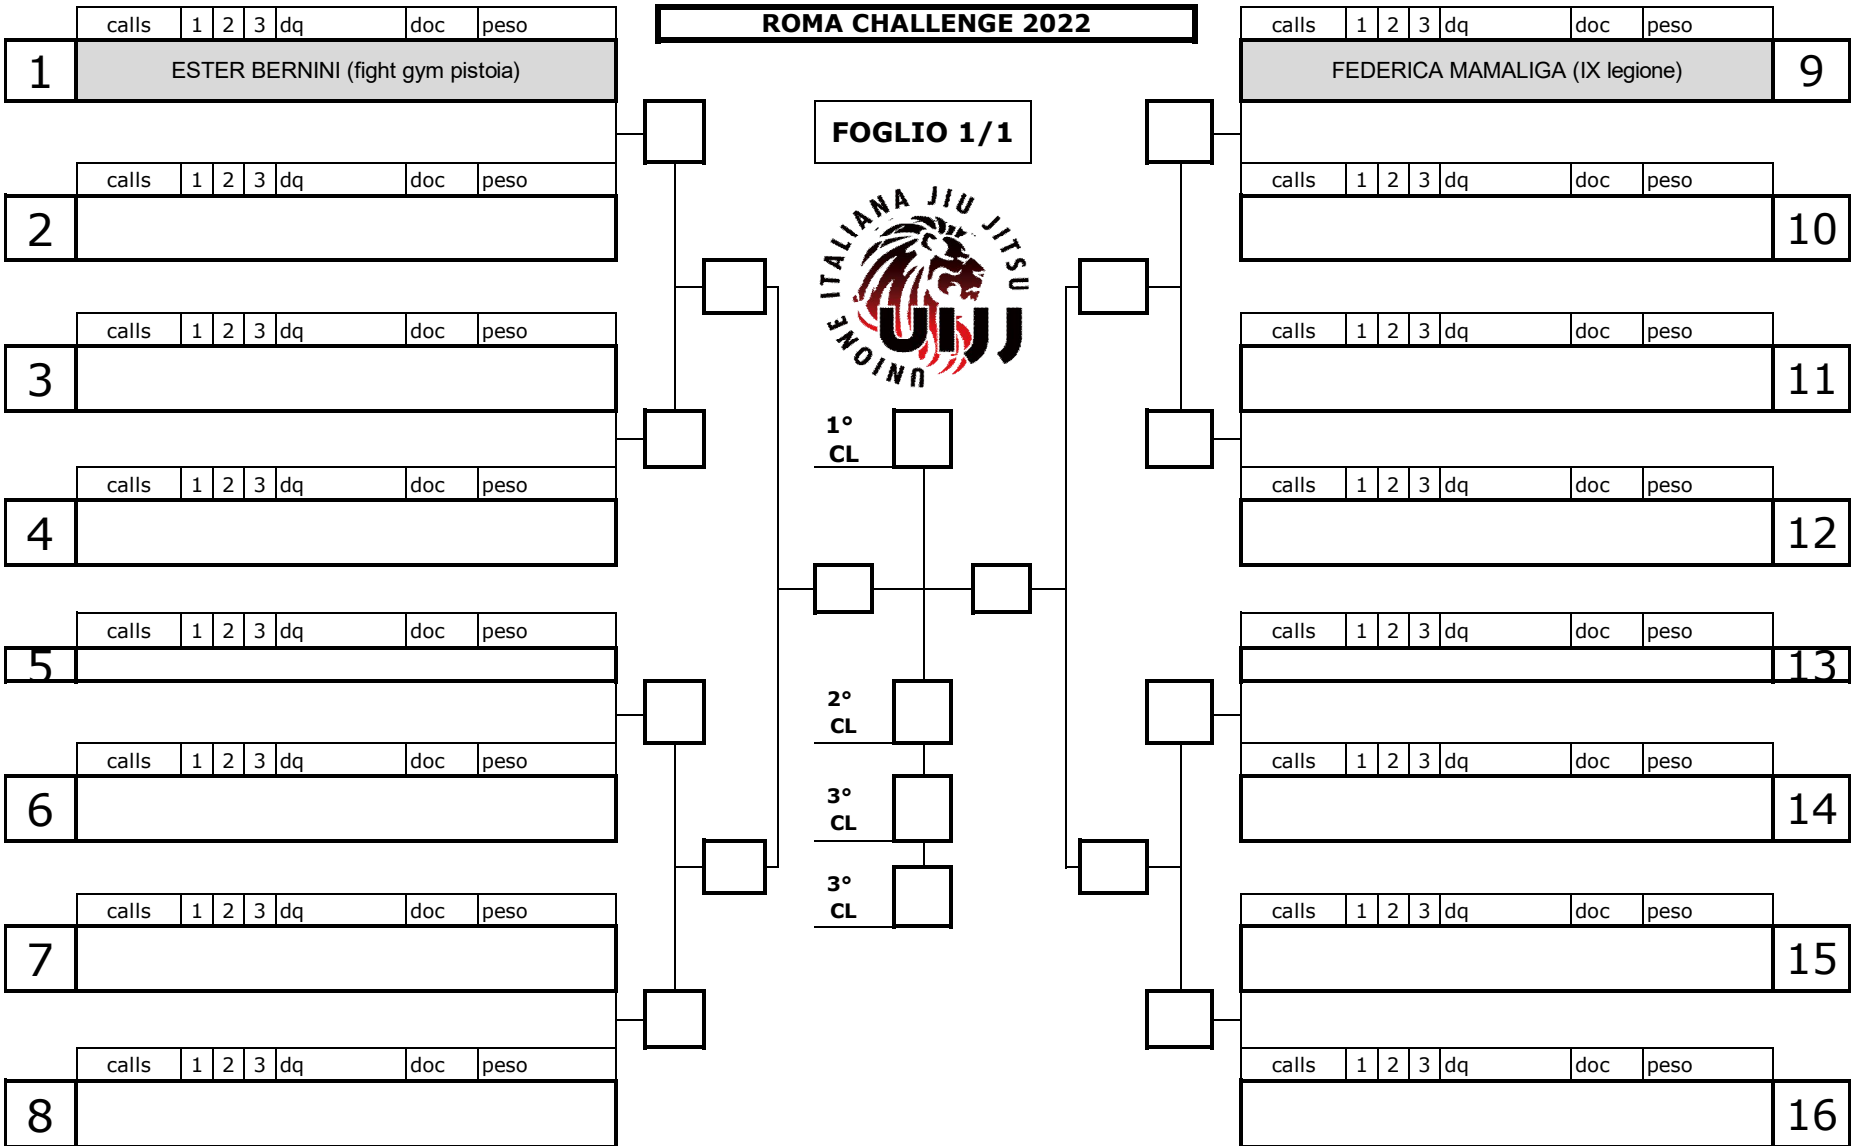 calls 1 2 3 dq doc peso
ROMA CHALLENGE 2022
calls 1 2 3 dq doc peso
1 ESTER BERNINI (fight gym pistoia)
FEDERICA MAMALIGA (IX legione) 9
FOGLIO 1/1
calls 1 2 3 dq doc peso
calls 1 2 3 dq doc peso
2
10
UNIONE ITALIANA JIU JITSU
UIJJ
calls 1 2 3 dq doc peso
calls 1 2 3 dq doc peso
3
11
1°
CL
calls 1 2 3 dq doc peso
calls 1 2 3 dq doc peso
4
12
calls 1 2 3 dq doc peso
calls 1 2 3 dq doc peso
5
13
2°
CL
calls 1 2 3 dq doc peso
calls 1 2 3 dq doc peso
6
14
3°
CL
3°
CL
calls 1 2 3 dq doc peso
calls 1 2 3 dq doc peso
7
15
calls 1 2 3 dq doc peso
calls 1 2 3 dq doc peso
8
16